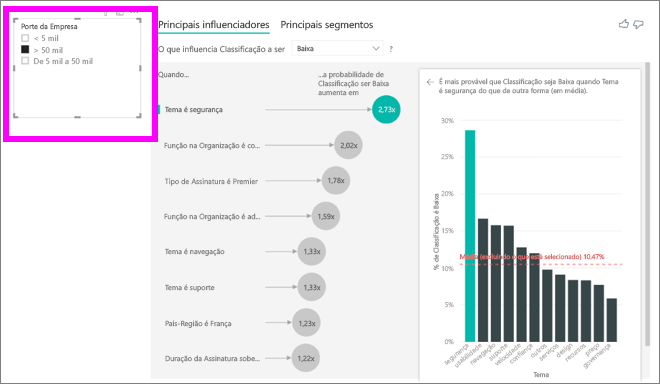 Porte da Empresa
< 5 mil
> 50 mil
De 5 mil a 50 mil
Principais influenciadores
Principais segmentos
O que influencia Classificação a ser
Baixa
?
Quando...
...a probabilidade de
Classificação ser Baixa
aumenta em
Tema é segurança
2,73x
Função na Organização é co...
2,02x
Tipo de Assinatura é Premier
1,78x
Função na Organização é ad...
1,59x
Tema é navegação
1,33x
Tema é suporte
1,33x
País-Região é França
1,23x
Duração da Assinatura sobe...
1,22x
É mais provável que Classificação seja Baixa quando Tema
é segurança do que de outra forma (em média).
% de Classificação é Baixa
30%
25%
20%
15%
10%
5%
0%
Média (excluindo o que está selecionado) 10,47%
segurança
usabilidade
navegação
suporte
velocidade
confiança
outros
serviços
design
recursos
preço
governança
Tema